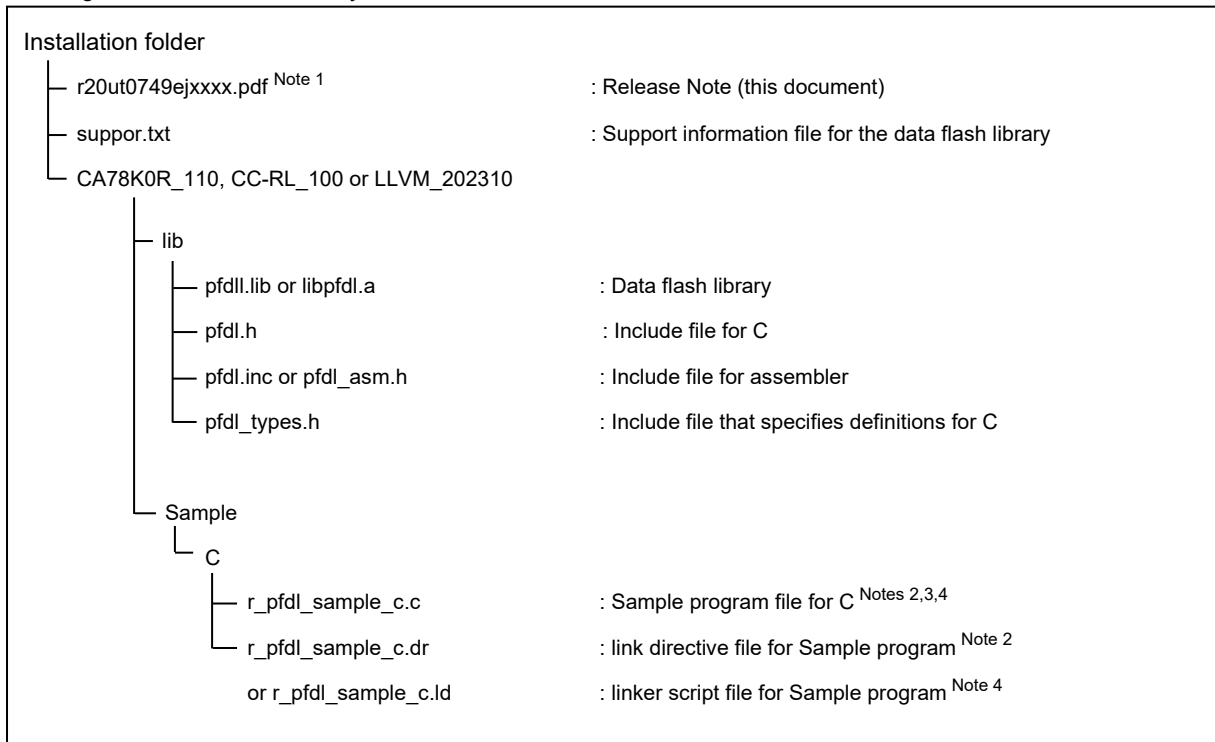 Installation folder
r20ut0749ejxxxx.pdf Note 1 : Release Note (this document)
suppor.txt : Support information file for the data flash library
CA78K0R_110, CC-RL_100 or LLVM_202310
lib
pfdll.lib or libpfdl.a : Data flash library
pfdl.h : Include file for C
pfdl.inc or pfdl_asm.h : Include file for assembler
pfdl_types.h : Include file that specifies definitions for C
Sample
C
r_pfdl_sample_c.c : Sample program file for C Notes 2,3,4
r_pfdl_sample_c.dr : link directive file for Sample program Note 2
or r_pfdl_sample_c.ld : linker script file for Sample program Note 4